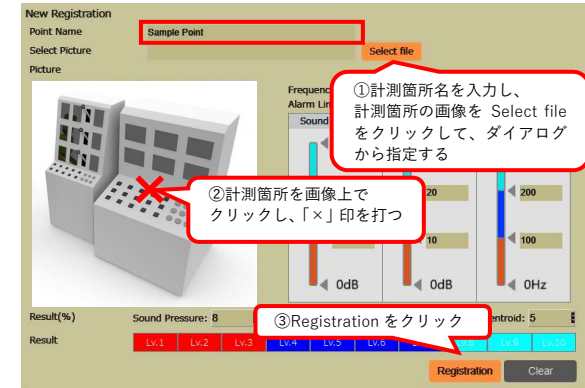 New Registration
Point Name
Sample Point
Select Picture
Select file
Picture
①計測箇所名を入力し、
計測箇所の画像を Select file
をクリックして、ダイアログ
から指定する
Alarm
Sound
②計測箇所を画像上で
クリックし、「×」印を打つ
20
200
10
100
0dB
0dB
0Hz
Result(%)
Sound Pressure: 8
5
③Registration をクリック
Result
Lv.1
Lv.2
Lv.3
Lv.4
Lv.5
Lv.6
Lv.8
Lv.9
Lv.10
Registration
Clear